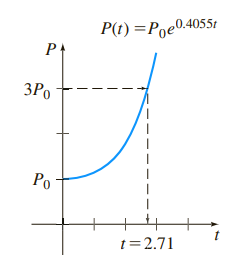 P(t) = P₀e^0.4055t
P
3P₀
P₀
t = 2.71
t